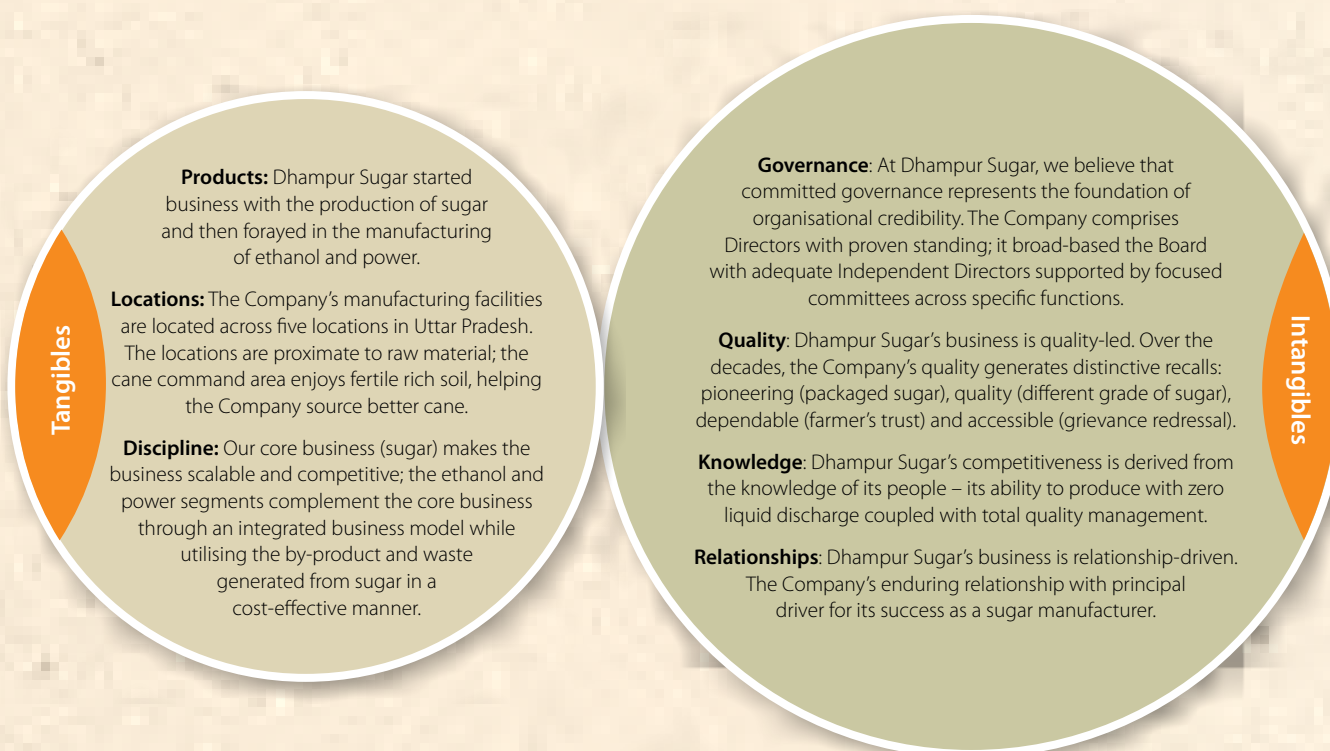 Tangibles
Products: Dhampur Sugar started
business with the production of sugar
and then forayed in the manufacturing
of ethanol and power.
Locations: The Company’s manufacturing facilities
are located across five locations in Uttar Pradesh.
The locations are proximate to raw material; the
cane command area enjoys fertile rich soil, helping
the Company source better cane.
Discipline: Our core business (sugar) makes the
business scalable and competitive; the ethanol and
power segments complement the core business
through an integrated business model while
utilising the by-product and waste
generated from sugar in a
cost-effective manner.
Governance: At Dhampur Sugar, we believe that
committed governance represents the foundation of
organisational credibility. The Company comprises
Directors with proven standing; it broad-based the Board
with adequate Independent Directors supported by focused
committees across specific functions.
Quality: Dhampur Sugar’s business is quality-led. Over the
decades, the Company’s quality generates distinctive recalls:
pioneering (packaged sugar), quality (different grade of sugar),
dependable (farmer’s trust) and accessible (grievance redressal).
Knowledge: Dhampur Sugar’s competitiveness is derived from
the knowledge of its people – its ability to produce with zero
liquid discharge coupled with total quality management.
Relationships: Dhampur Sugar’s business is relationship-driven.
The Company’s enduring relationship with principal
driver for its success as a sugar manufacturer.
Intangibles